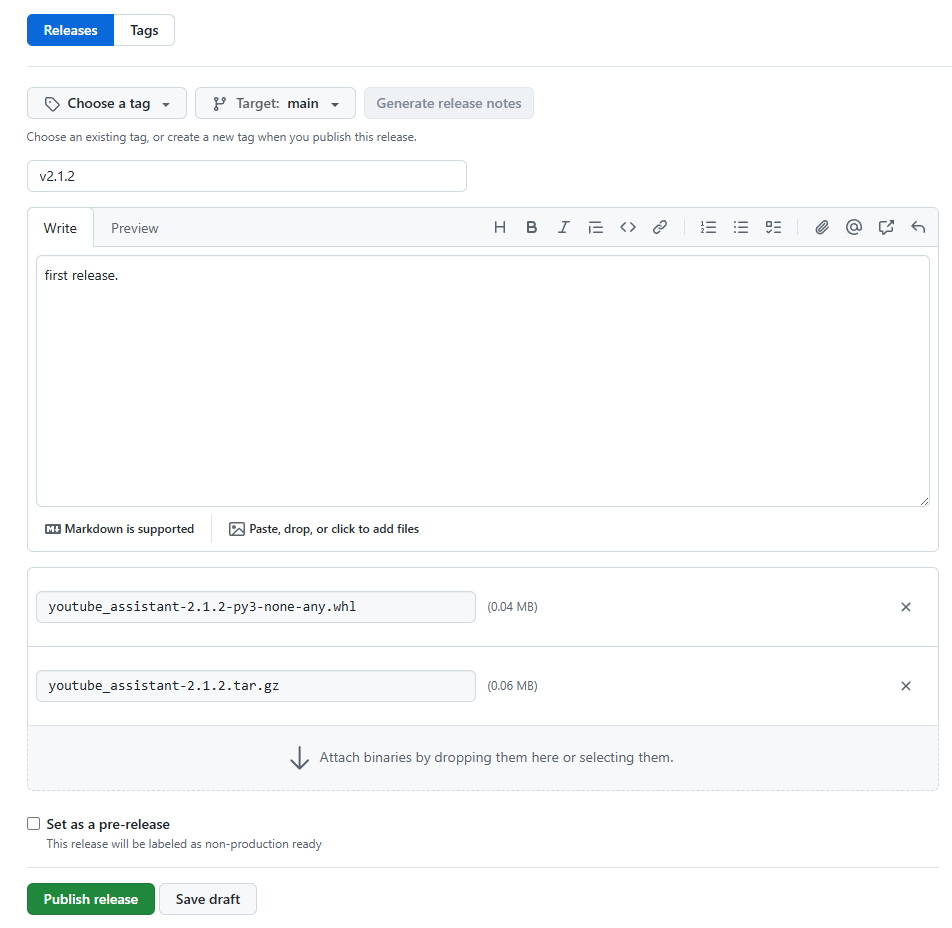 Releases Tags
Choose a tag Target: main Generate release notes
Choose an existing tag, or create a new tag when you publish this release.
v2.1.2
Write Preview
first release.
Markdown is supported Paste, drop, or click to add files
youtube_assistant-2.1.2-py3-none-any.whl (0.04 MB)
youtube_assistant-2.1.2.tar.gz (0.06 MB)
Attach binaries by dropping them here or selecting them.
Set as a pre-release
This release will be labeled as non-production ready
Publish release Save draft